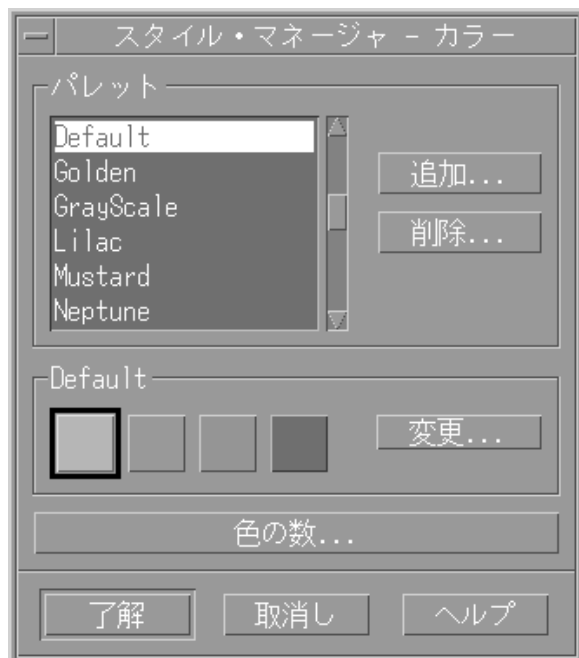 スタイル・マネージャ - カラー
パレット
Default
Golden
GrayScale
Lilac
Mustard
Neptune
追加...
削除...
Default
変更...
色の数...
了解
取消し
ヘルプ